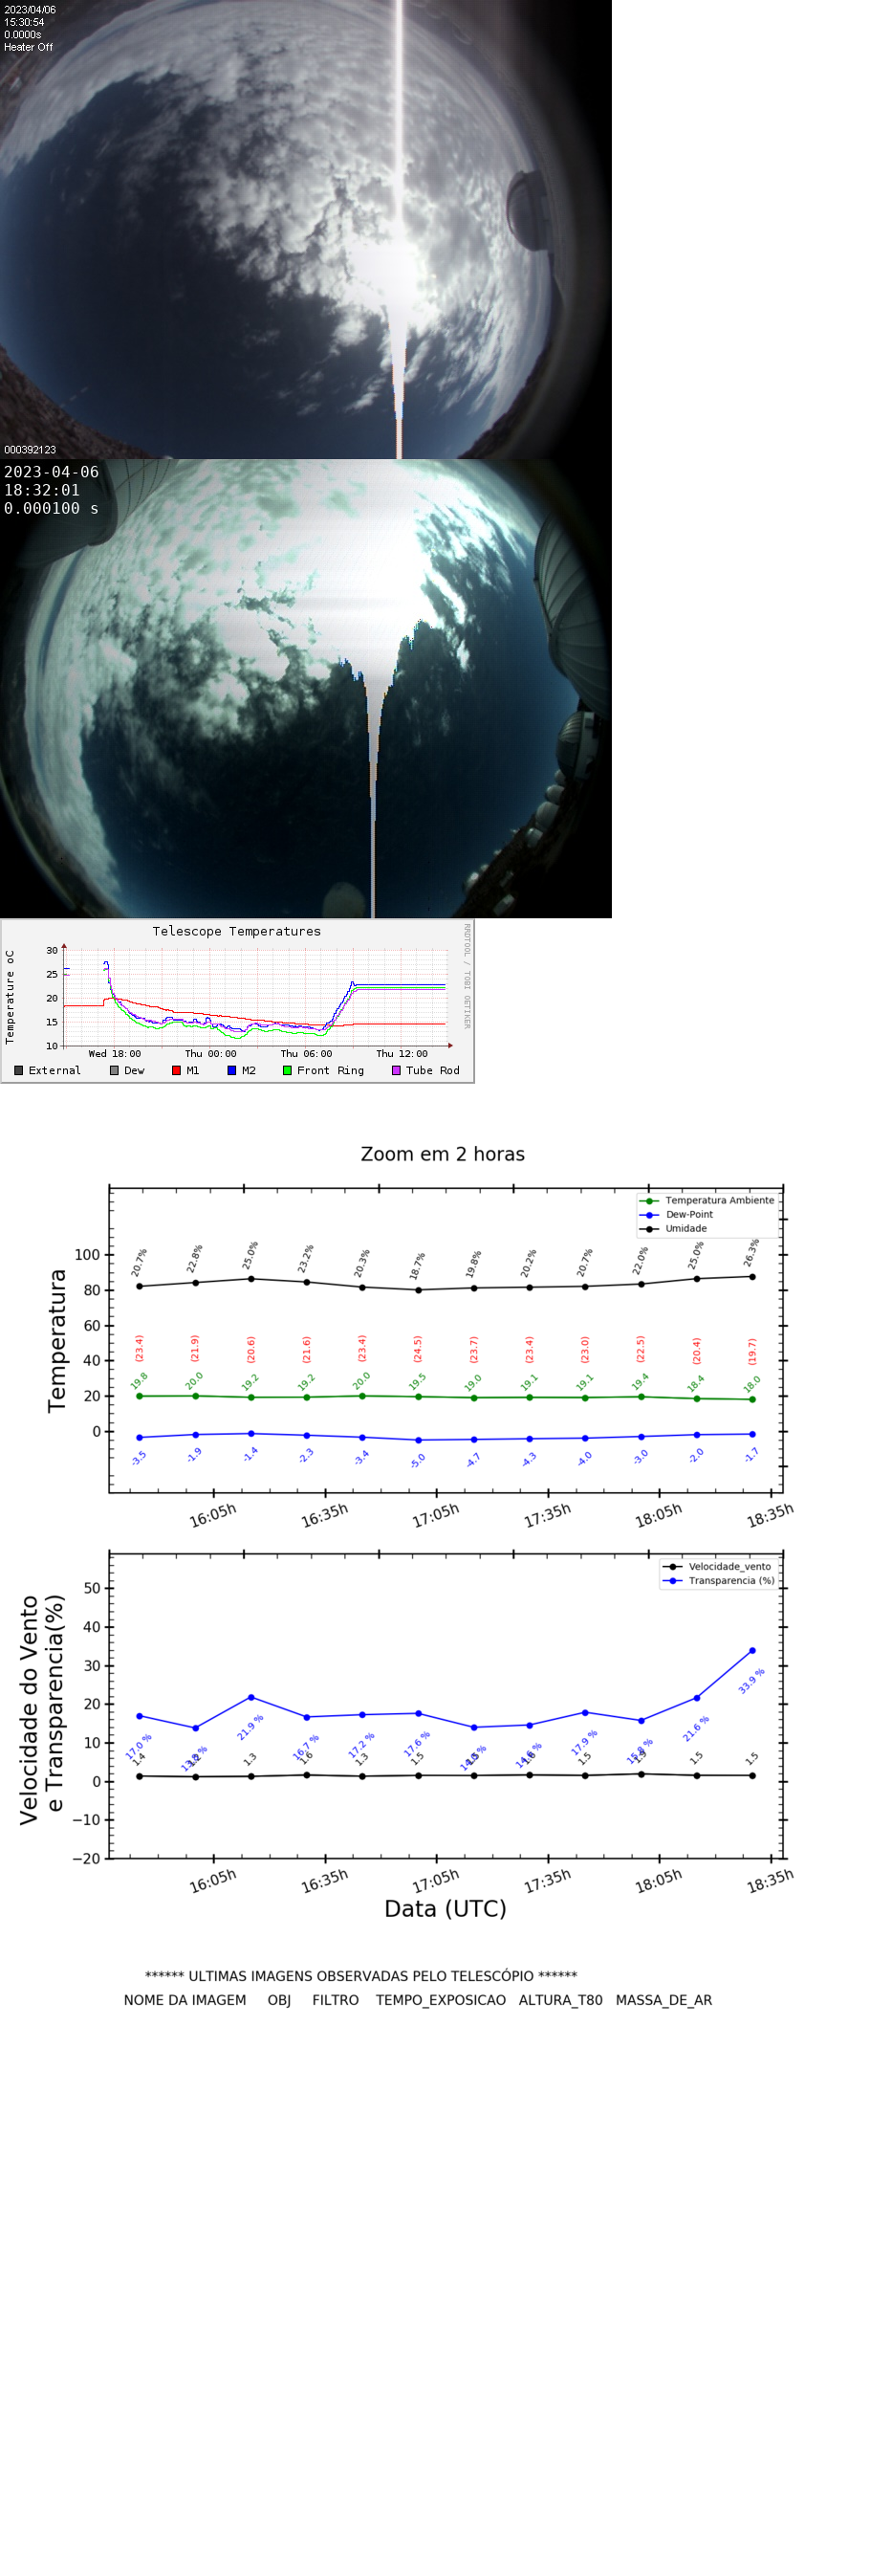 2023/04/06
15:30:54
0.0000s
Heater Off
000392123
2023-04-06
18:32:01
0.000100 s
Telescope Temperatures
RRDTOOL / TOBI OETIKER
Temperature oC
30
25
20
15
10
Wed 18:00 Thu 00:00 Thu 06:00 Thu 12:00
External Dew M1 M2 Front Ring Tube Rod
Zoom em 2 horas
Temperatura Ambiente
Dew-Point
Umidade
Temperatura
100
80
60
40
20
0
20.7% 22.8% 25.0% 23.2% 20.3% 18.7% 19.8% 20.2% 20.7% 22.0% 25.0% 26.3%
(23.4) (21.9) (20.6) (21.6) (23.4) (24.5) (23.7) (23.4) (23.0) (22.5) (20.4) (19.7)
19.8 20.0 19.2 19.2 20.0 19.5 19.0 19.1 19.1 19.4 18.4 18.0
-3.5 -1.9 -1.4 -2.3 -3.4 -5.0 -4.7 -4.3 -4.0 -3.0 -2.0 -1.7
16:05h 16:35h 17:05h 17:35h 18:05h 18:35h
Velocidade_vento
Transparencia (%)
Velocidade do Vento
e Transparencia(%)
50
40
30
20
10
0
−10
−20
17.0 % 21.9 % 16.7 % 17.2 % 17.6 % 17.9 % 21.6 % 33.9 %
1.4 1.3 1.6 1.3 1.5 1.5 1.5 1.5
16:05h 16:35h 17:05h 17:35h 18:05h 18:35h
Data (UTC)
****** ULTIMAS IMAGENS OBSERVADAS PELO TELESCÓPIO ******
NOME DA IMAGEM OBJ FILTRO TEMPO_EXPOSICAO ALTURA_T80 MASSA_DE_AR